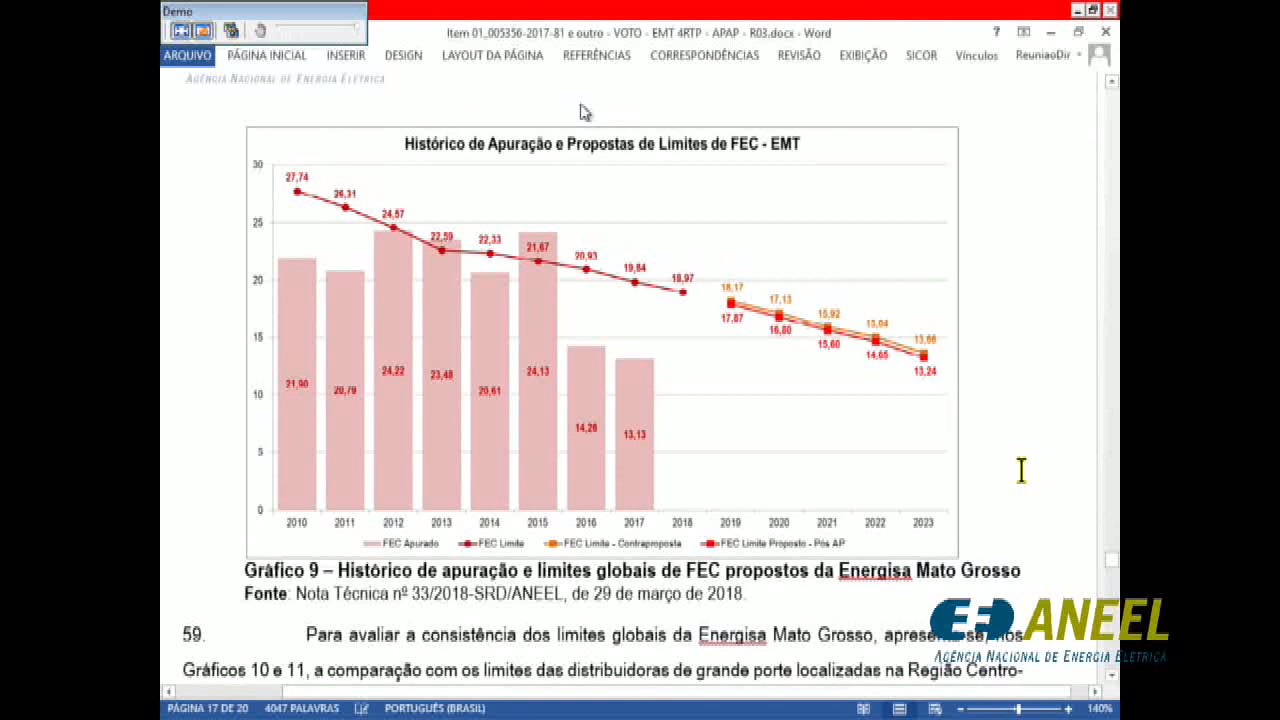 Demo
Item 01_005356-2017-81 e outro - VOTO - EMT 4RTP - APAP - R03.docx - Word
ARQUIVO PÁGINA INICIAL INSERIR DESIGN LAYOUT DA PÁGINA REFERÊNCIAS CORRESPONDÊNCIAS REVISÃO EXIBIÇÃO SICOR Vínculos ReuniaoDir
AGÊNCIA NACIONAL DE ENERGIA ELÉTRICA
Histórico de Apuração e Propostas de Limites de FEC - EMT
30
25
20
15
10
5
0
27,74
26,31
24,57
22,59
22,33
21,67
20,93
19,84
18,97
18,17
17,13
15,92
15,04
13,66
17,87
16,80
15,60
14,65
13,24
21,90
20,79
24,22
23,48
20,61
24,13
14,26
13,13
2010 2011 2012 2013 2014 2015 2016 2017 2018 2019 2020 2021 2022 2023
FEC Apurado FEC Limite FEC Limite - Contraproposta FEC Limite Proposto - Pós AP
Gráfico 9 – Histórico de apuração e limites globais de FEC propostos da Energisa Mato Grosso
Fonte: Nota Técnica nº 33/2018-SRD/ANEEL, de 29 de março de 2018.
59. Para avaliar a consistência dos limites globais da Energisa Mato Grosso, apresenta-se, nos
Gráficos 10 e 11, a comparação com os limites das distribuidoras de grande porte localizadas na Região Centro-
ANEEL
AGÊNCIA NACIONAL DE ENERGIA ELÉTRICA
PÁGINA 17 DE 20 4047 PALAVRAS PORTUGUÊS (BRASIL) 140%